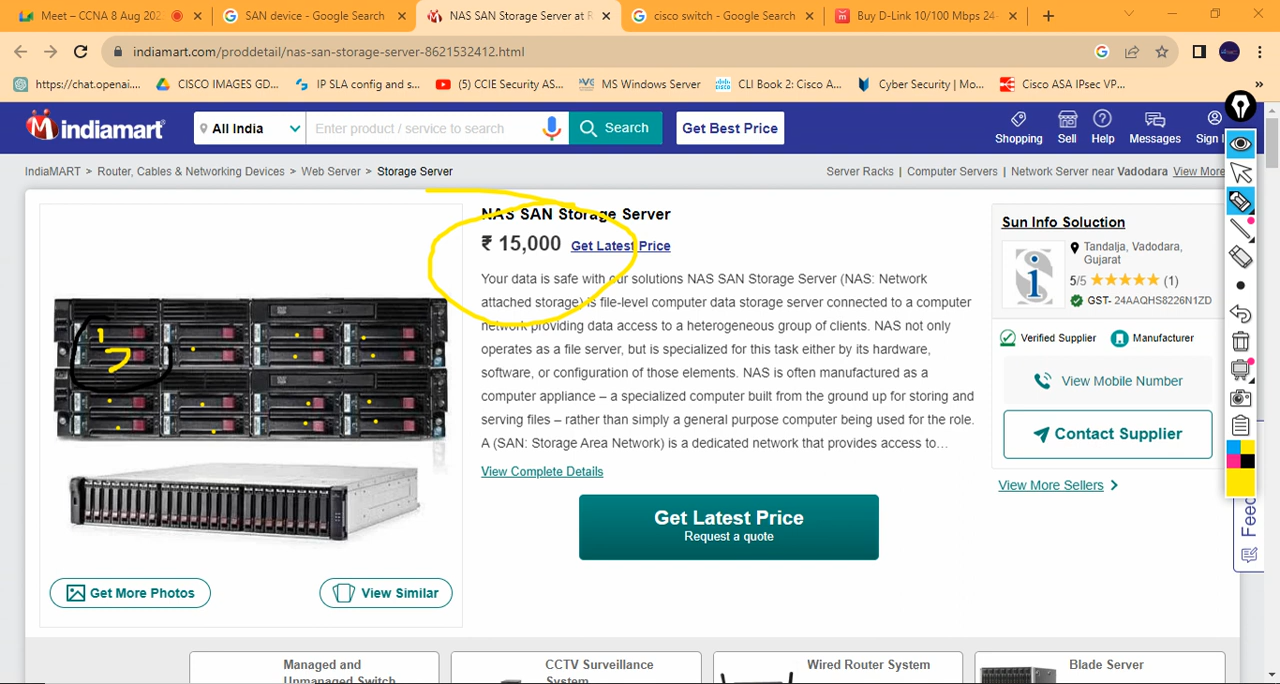 Meet – CCNA 8 Aug 202
SAN device - Google Search
NAS SAN Storage Server at R
cisco switch - Google Search
Buy D-Link 10/100 Mbps 24-
indiamart.com/proddetail/nas-san-storage-server-8621532412.html
https://chat.openai....
CISCO IMAGES GD...
IP SLA config and s...
(5) CCIE Security AS...
MS Windows Server
CLI Book 2: Cisco A...
Cyber Security | Mo...
Cisco ASA IPsec VP...
indiamart
All India
Enter product / service to search
Search
Get Best Price
Shopping
Sell
Help
Messages
Sign I
IndiaMART > Router, Cables & Networking Devices > Web Server > Storage Server
Server Racks | Computer Servers | Network Server near Vadodara View More
NAS SAN Storage Server
₹ 15,000 Get Latest Price
Your data is safe with our solutions NAS SAN Storage Server (NAS: Network
attached storage) is file-level computer data storage server connected to a computer
network providing data access to a heterogeneous group of clients. NAS not only
operates as a file server, but is specialized for this task either by its hardware,
software, or configuration of those elements. NAS is often manufactured as a
computer appliance – a specialized computer built from the ground up for storing and
serving files – rather than simply a general purpose computer being used for the role.
A (SAN: Storage Area Network) is a dedicated network that provides access to...
View Complete Details
Get Latest Price
Request a quote
Get More Photos
View Similar
Sun Info Soluction
Tandalja, Vadodara,
Gujarat
5/5 (1)
GST- 24AAQHS8226N1ZD
Verified Supplier
Manufacturer
View Mobile Number
Contact Supplier
View More Sellers
Feed
Managed and
Unmanaged Switch
CCTV Surveillance
System
Wired Router System
Blade Server